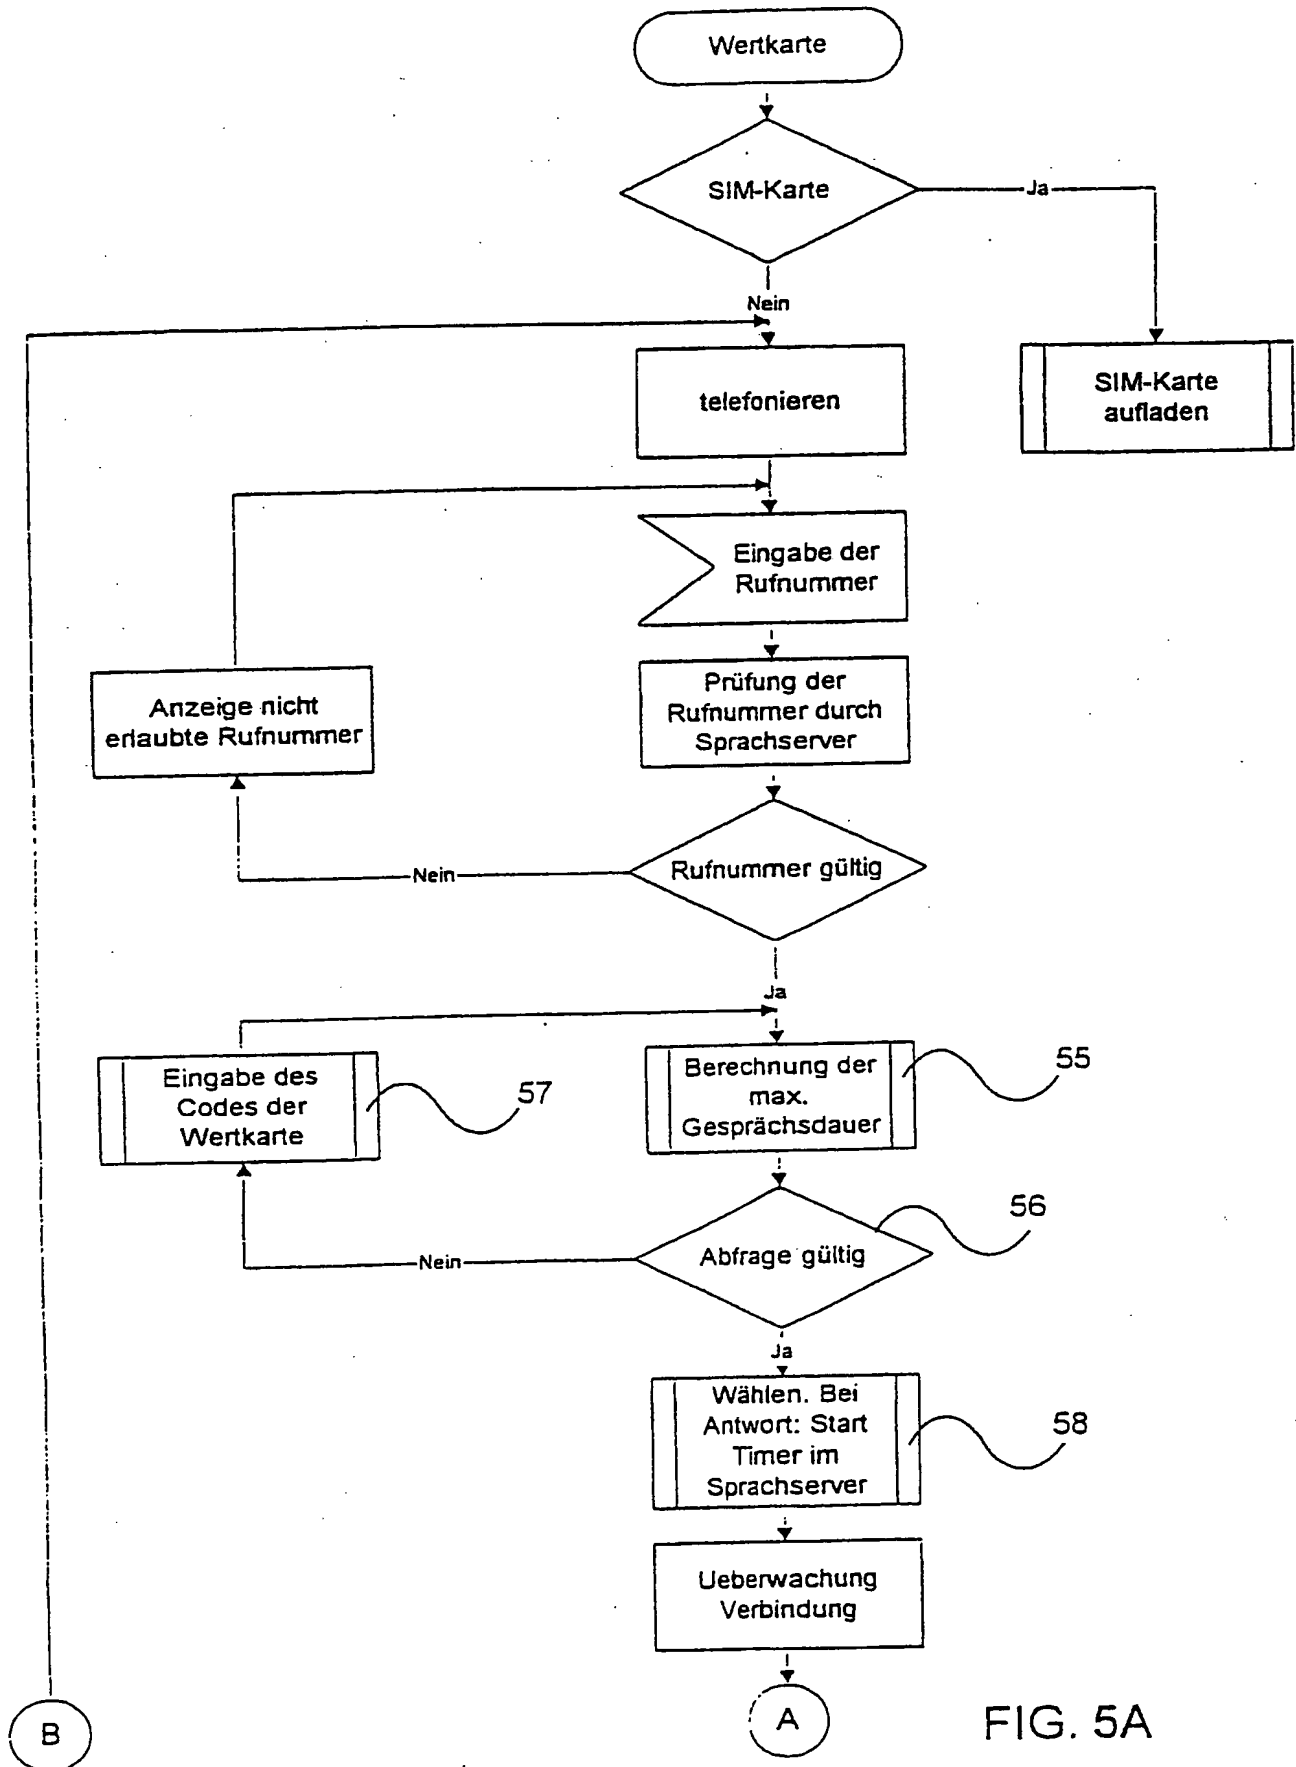 Wertkarte
SIM-Karte
Ja
Nein
telefonieren
SIM-Karte
aufladen
Eingabe der
Rufnummer
Prüfung der
Rufnummer durch
Sprachserver
Anzeige nicht
erlaubte Rufnummer
Rufnummer gültig
Nein
Ja
Eingabe des
Codes der
Wertkarte
57
Berechnung der
max.
Gesprächsdauer
55
56
Abfrage gültig
Nein
Ja
Wählen. Bei
Antwort: Start
Timer im
Sprachserver
58
Ueberwachung
Verbindung
B
A
FIG. 5A